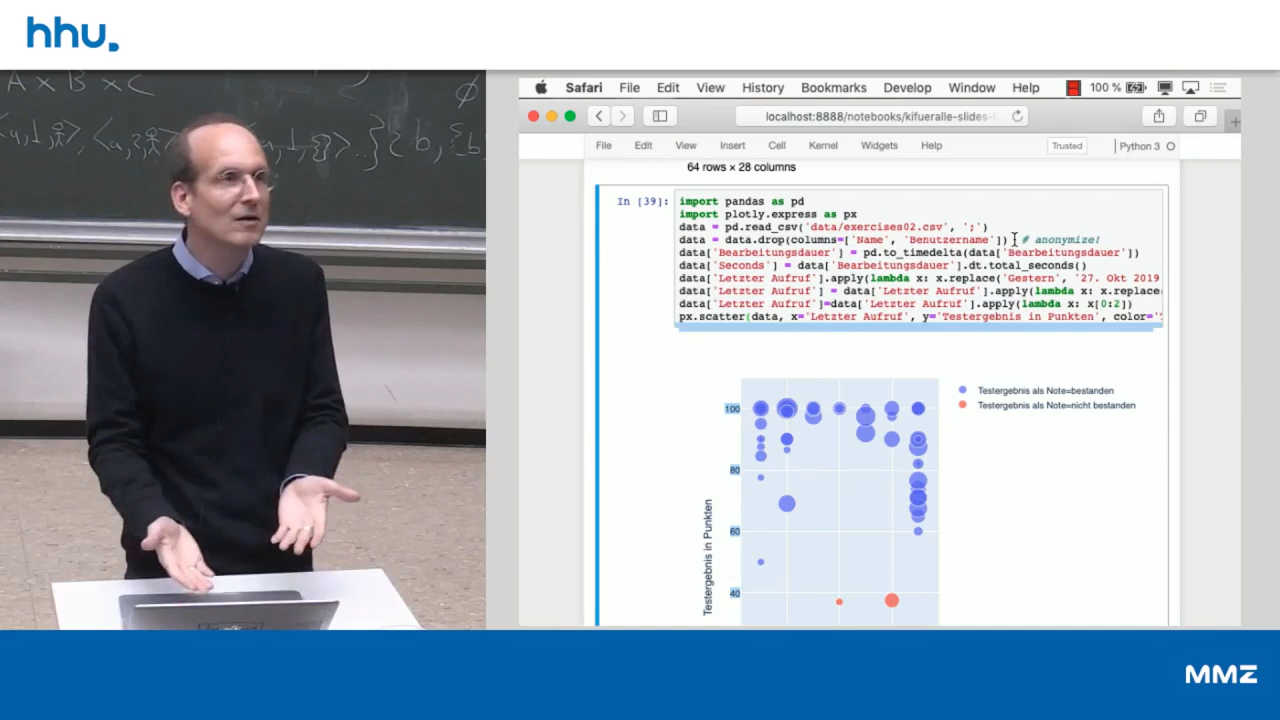 hhu.
A x B x C
Safari File Edit View History Bookmarks Develop Window Help 100 %
localhost:8888/notebooks/kifueralle-slides-
File Edit View Insert Cell Kernel Widgets Help Trusted Python 3
64 rows × 28 columns
In [39]: import pandas as pd
import plotly.express as px
data = pd.read_csv('data/exercises02.csv', ';')
data = data.drop(columns=['Name', 'Benutzername']) # anonymize!
data['Bearbeitungsdauer'] = pd.to_timedelta(data['Bearbeitungsdauer'])
data['Seconds'] = data['Bearbeitungsdauer'].dt.total_seconds()
data['Letzter Aufruf'].apply(lambda x: x.replace('Gestern', '27. Okt 2019
data['Letzter Aufruf'] = data['Letzter Aufruf'].apply(lambda x: x.replace
data['Letzter Aufruf']=data['Letzter Aufruf'].apply(lambda x: x[0:2])
px.scatter(data, x='Letzter Aufruf', y='Testergebnis in Punkten', color='
Testergebnis als Note=bestanden
Testergebnis als Note=nicht bestanden
100
80
60
40
Testergebnis in Punkten
MMZ